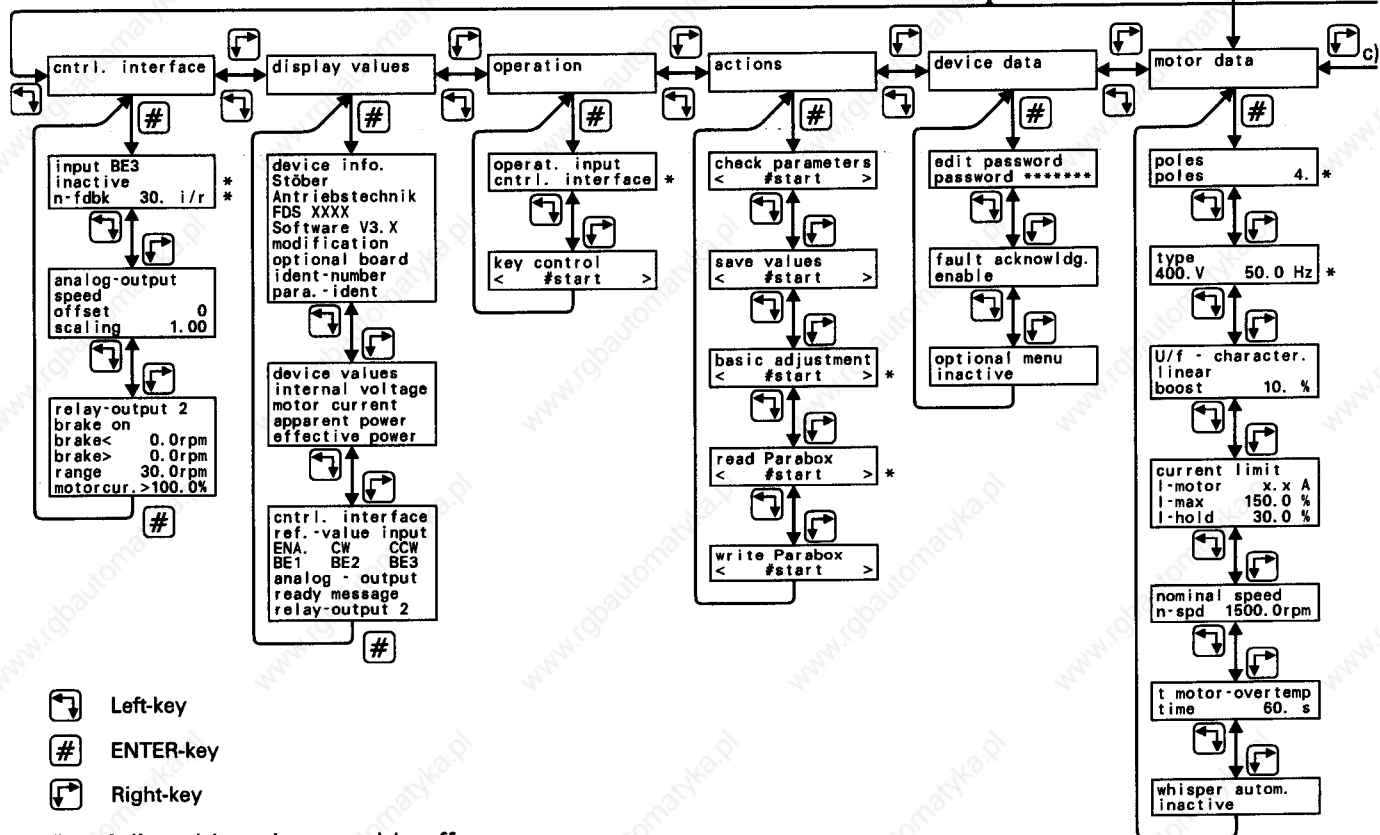 cntrl. interface
input BE3
inactive *
n-fdbk 30. i/r *
analog-output
speed
offset 0
scaling 1.00
relay-output 2
brake on
brake< 0.0rpm
brake> 0.0rpm
range 30.0rpm
motorcur.>100.0%
#
display values
#
device info.
Stöber
Antriebstechnik
FDS XXXX
Software V3.X
modification
optional board
ident-number
para.-ident
device values
internal voltage
motor current
apparent power
effective power
cntrl. interface
ref.-value input
ENA. CW CCW
BE1 BE2 BE3
analog - output
ready message
relay-output 2
#
operation
#
operat. input
cntrl. interface *
key control
< #start >
actions
#
check parameters
< #start >
save values
< #start >
basic adjustment
< #start > *
read Parabox
< #start > *
write Parabox
< #start >
device data
#
edit password
password *******
fault acknowldg.
enable
optional menu
inactive
motor data
c)
#
poles
poles 4. *
type
400.V 50.0 Hz *
U/f - character.
linear
boost 10. %
current limit
I-motor x.x A
I-max 150.0 %
I-hold 30.0 %
nominal speed
n-spd 1500.0rpm
t motor-overtemp
time 60. s
whisper autom.
inactive
#
Left-key
# ENTER-key
Right-key
www.rgbautomatyka.pl